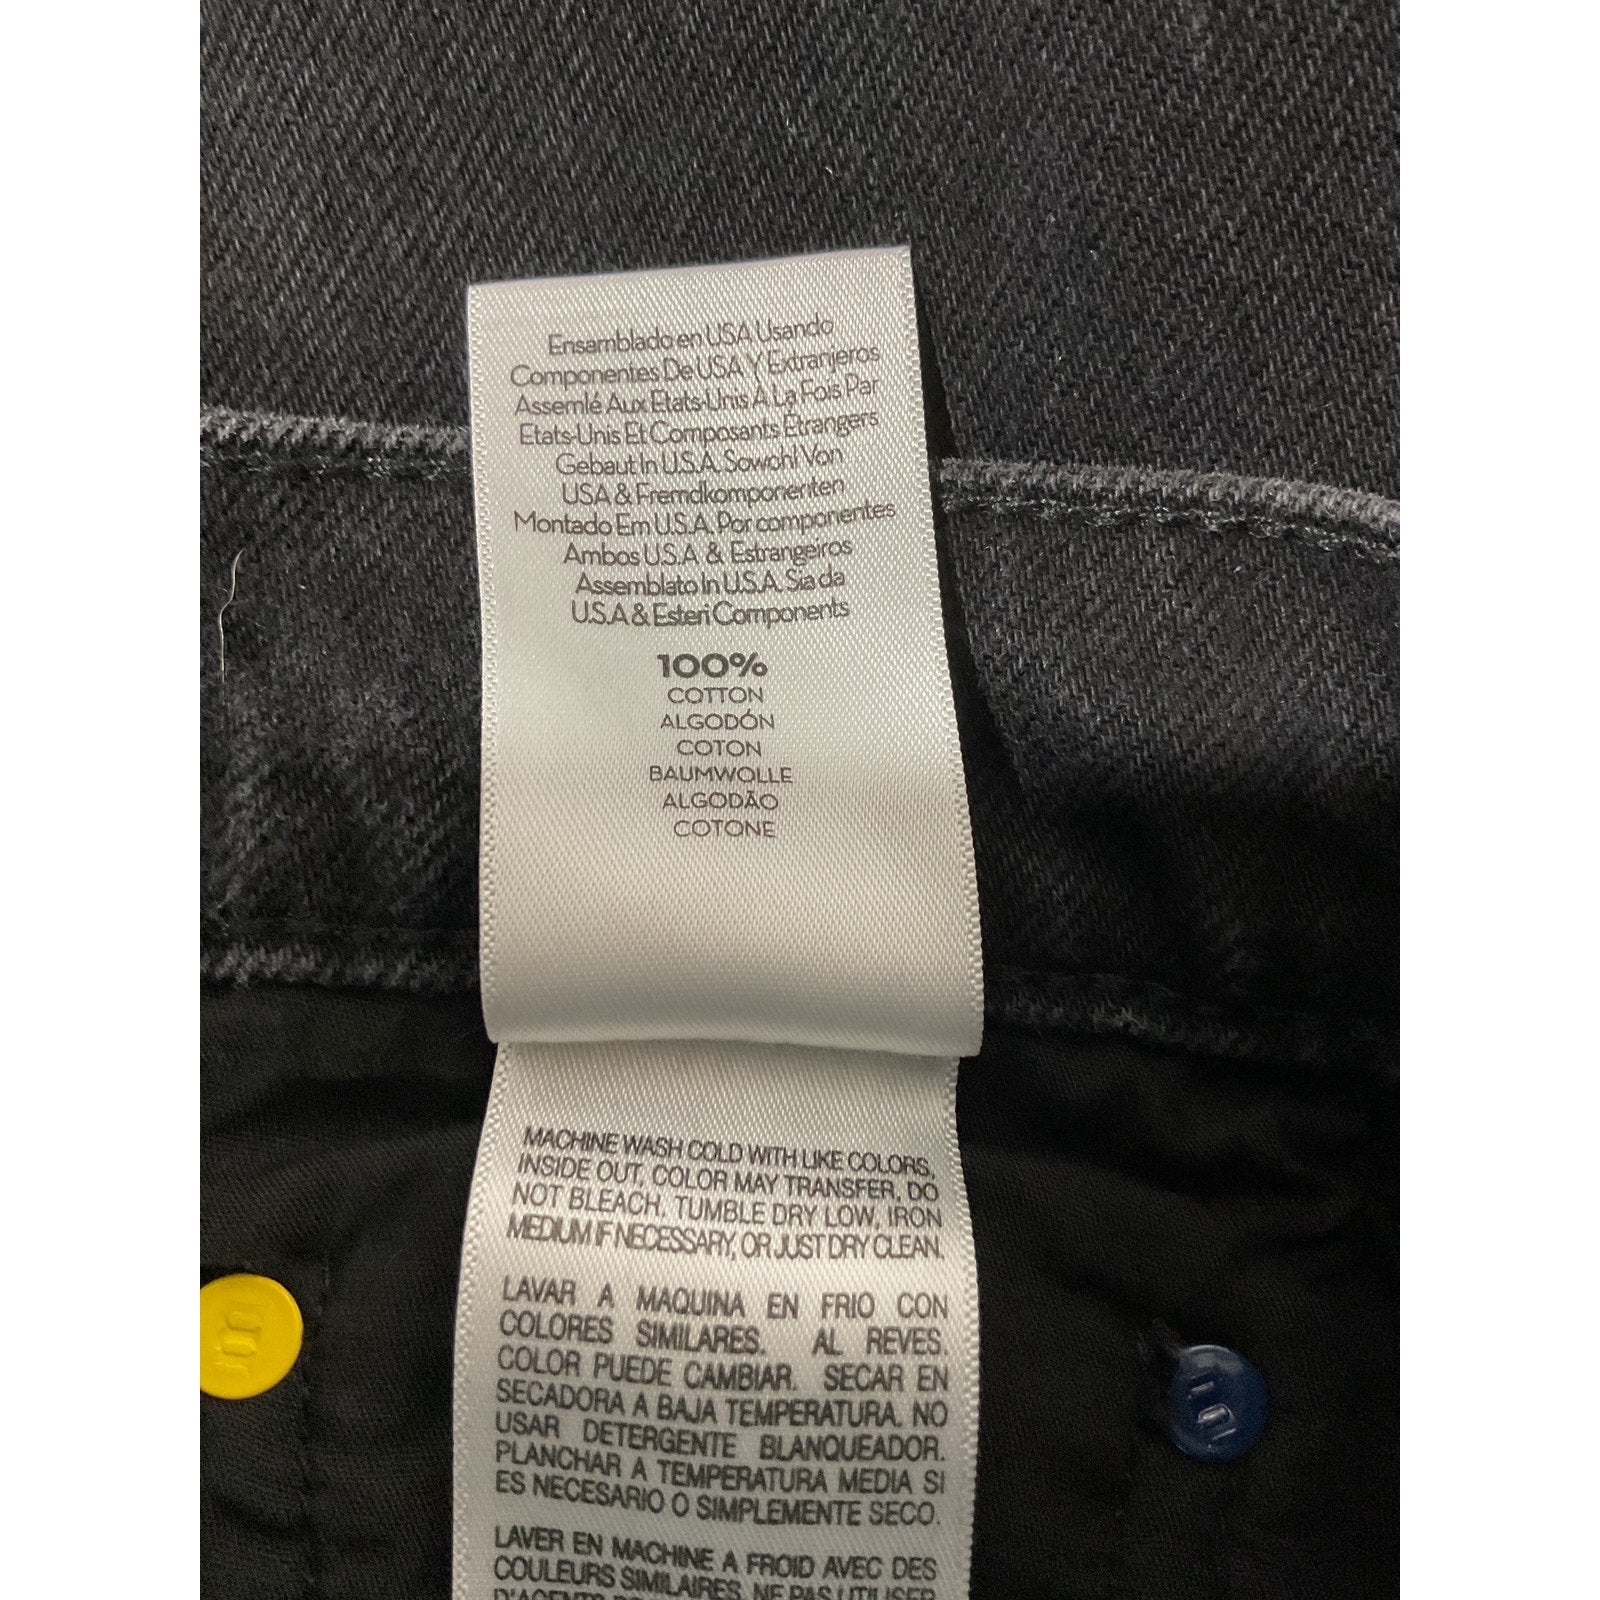 Ensamblado en USA Usando
Componentes De USA Y Extranjeros
Assemlé Aux Etats-Unis À La Fois Par
Etats-Unis Et Composants Étrangers
Gebaut In U.S.A. Sowohl Von
USA & Fremdkomponenten
Montado Em U.S.A. Por componentes
Ambos U.S.A & Estrangeiros
Assemblato In U.S.A. Sia da
U.S.A & Esteri Components
100%
COTTON
ALGODÓN
COTON
BAUMWOLLE
ALGODÃO
COTONE
MACHINE WASH COLD WITH LIKE COLORS,
INSIDE OUT, COLOR MAY TRANSFER, DO
NOT BLEACH. TUMBLE DRY LOW, IRON
MEDIUM IF NECESSARY, OR JUST DRY CLEAN.
LAVAR A MAQUINA EN FRIO CON
COLORES SIMILARES. AL REVES.
COLOR PUEDE CAMBIAR. SECAR EN
SECADORA A BAJA TEMPERATURA. NO
USAR DETERGENTE BLANQUEADOR.
PLANCHAR A TEMPERATURA MEDIA SI
ES NECESARIO O SIMPLEMENTE SECO.
LAVER EN MACHINE A FROID AVEC DES
COULEURS SIMILAIRES. NE PAS UTILISER